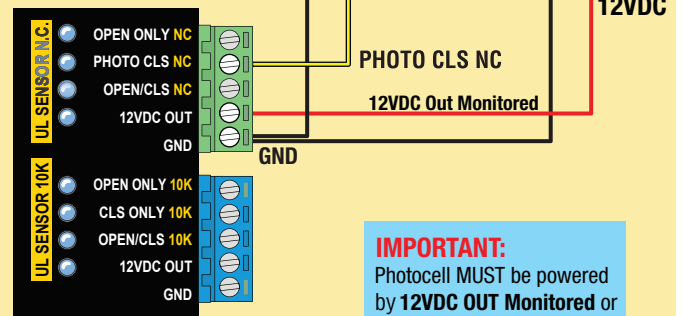 12VDC
UL SENSOR N.C.
OPEN ONLY NC
PHOTO CLS NC
OPEN/CLS NC
12VDC OUT
GND
PHOTO CLS NC
12VDC Out Monitored
GND
UL SENSOR 10K
OPEN ONLY 10K
CLS ONLY 10K
OPEN/CLS 10K
12VDC OUT
GND
IMPORTANT:
Photocell MUST be powered
by 12VDC OUT Monitored or